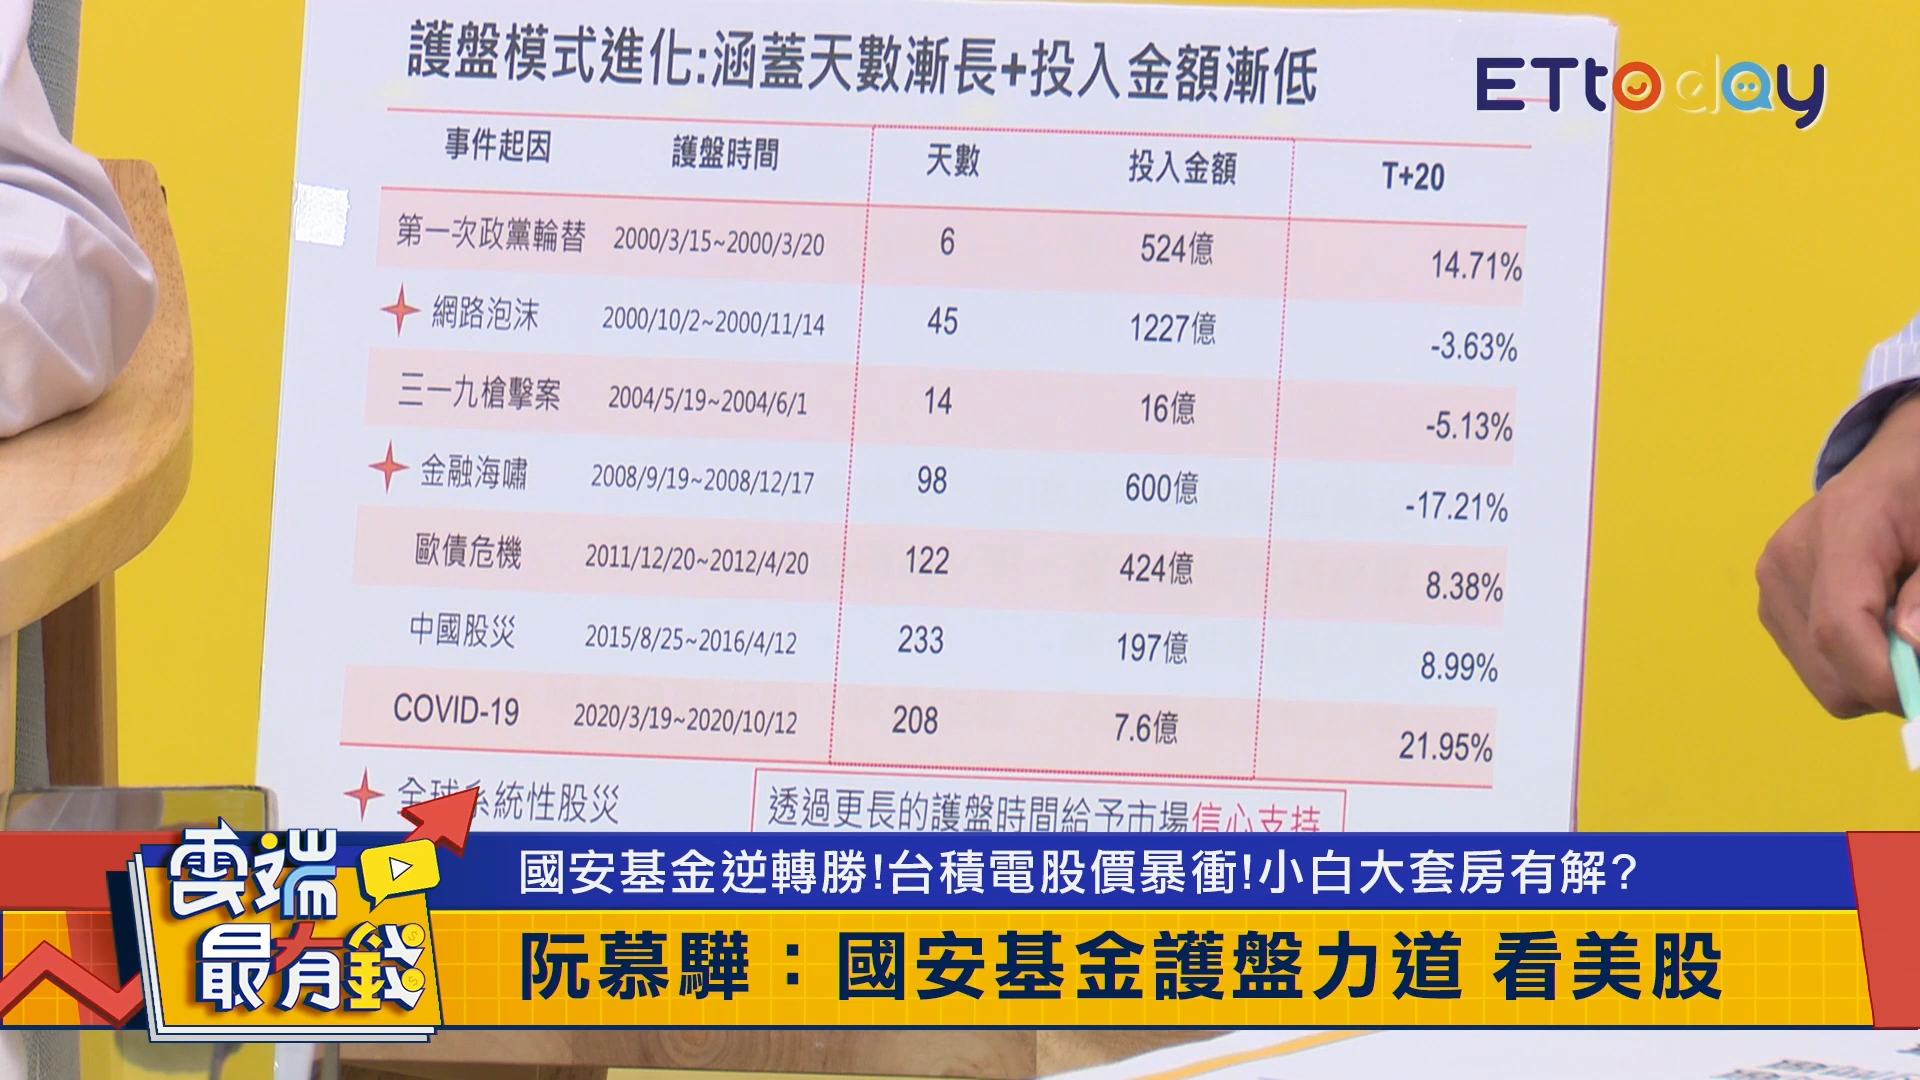 護盤模式進化:涵蓋天數漸長+投入金額漸低
ETtoday
事件起因 護盤時間 天數 投入金額 T+20
第一次政黨輪替 2000/3/15~2000/3/20 6 524億 14.71%
網路泡沫 2000/10/2~2000/11/14 45 1227億 -3.63%
三一九槍擊案 2004/5/19~2004/6/1 14 16億 -5.13%
金融海嘯 2008/9/19~2008/12/17 98 600億 -17.21%
歐債危機 2011/12/20~2012/4/20 122 424億 8.38%
中國股災 2015/8/25~2016/4/12 233 197億 8.99%
COVID-19 2020/3/19~2020/10/12 208 7.6億 21.95%
全球系統性股災
透過更長的護盤時間給予市場信心支持
雲端
最有錢
國安基金逆轉勝!台積電股價暴衝!小白大套房有解?
阮慕驊：國安基金護盤力道 看美股